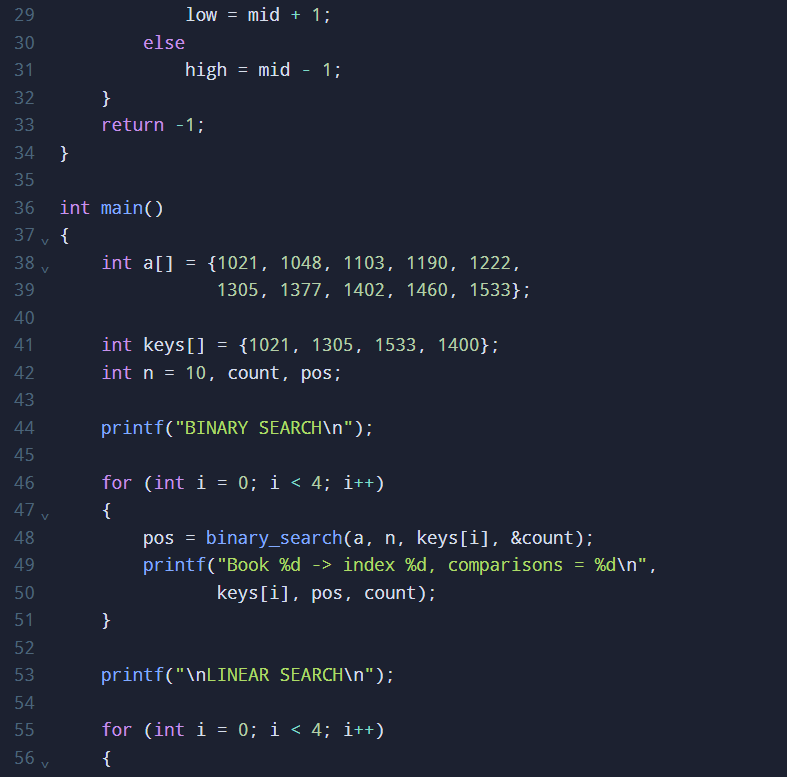 29 low = mid + 1;
30 else
31 high = mid - 1;
32 }
33 return -1;
34 }
35
36 int main()
37 {
38 int a[] = {1021, 1048, 1103, 1190, 1222,
39 1305, 1377, 1402, 1460, 1533};
40
41 int keys[] = {1021, 1305, 1533, 1400};
42 int n = 10, count, pos;
43
44 printf("BINARY SEARCH\n");
45
46 for (int i = 0; i < 4; i++)
47 {
48 pos = binary_search(a, n, keys[i], &count);
49 printf("Book %d -> index %d, comparisons = %d\n",
50 keys[i], pos, count);
51 }
52
53 printf("\nLINEAR SEARCH\n");
54
55 for (int i = 0; i < 4; i++)
56 {